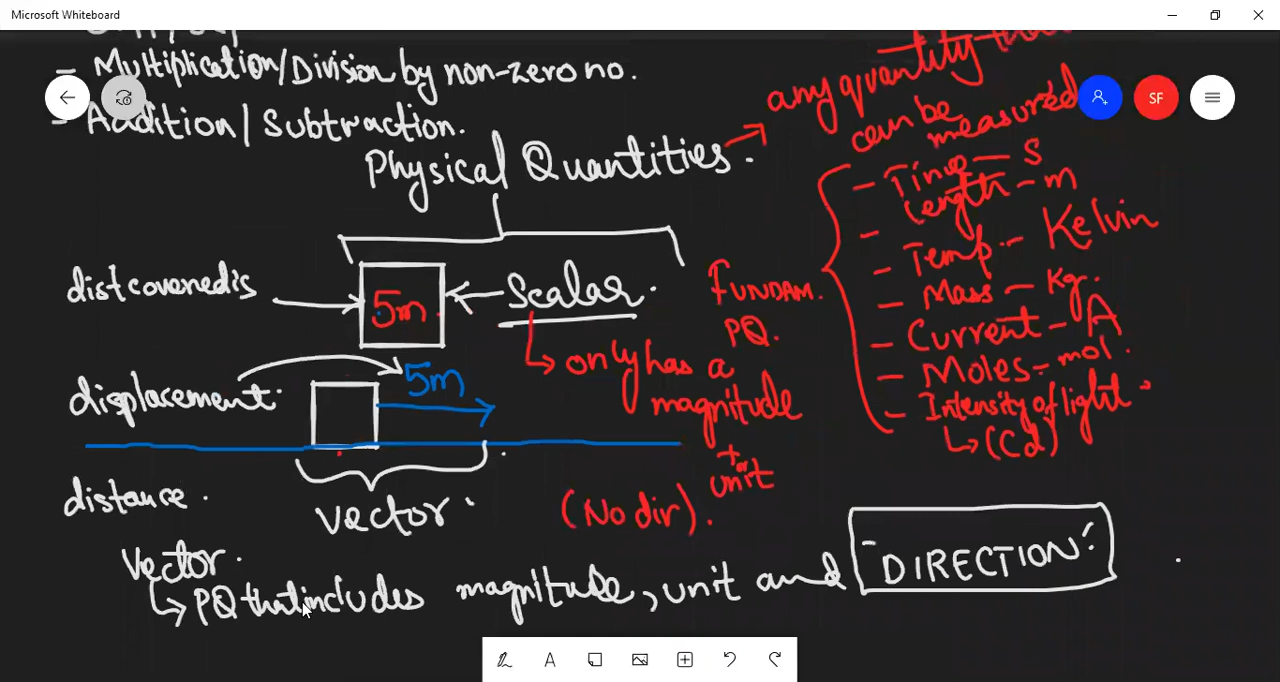 Microsoft Whiteboard
- Multiplication/Division by non-zero no.
- Addition / Subtraction.
any quantity
can be measured
SF
Physical Quantities.
- Time - s
- Length - m
- Temp. - Kelvin
- Mass - kg.
- Current - A
- Moles - mol.
- Intensity of light
(Cd)
FUNDAM.
PQ.
dist covered is
5m
Scalar.
only has a
magnitude
+ or
unit
(No dir).
displacement
5m
distance.
Vector
Vector.
PQ that includes magnitude, unit and "DIRECTION"
A